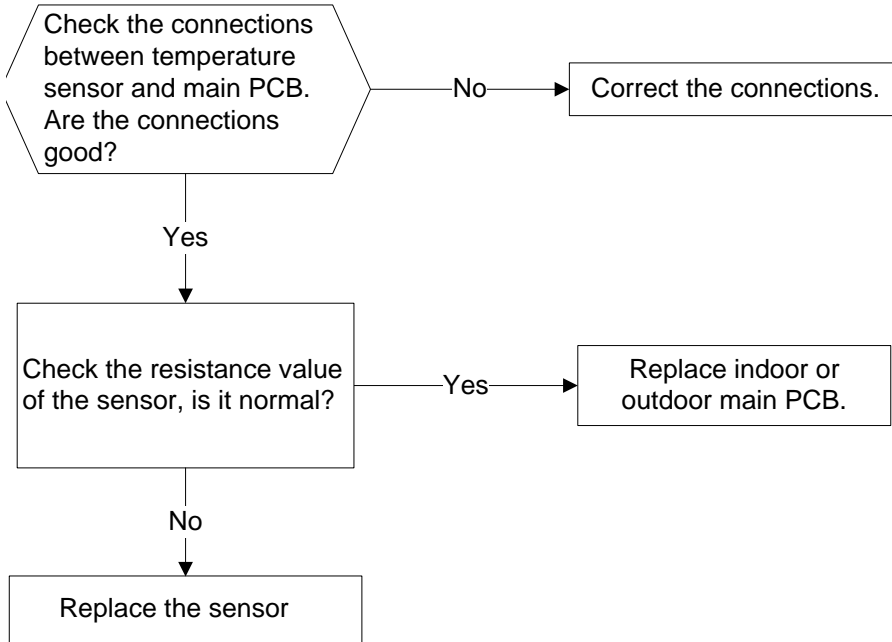 Check the connections
between temperature
sensor and main PCB.
Are the connections
good?
No
Correct the connections.
Yes
Check the resistance value
of the sensor, is it normal?
Yes
Replace indoor or
outdoor main PCB.
No
Replace the sensor